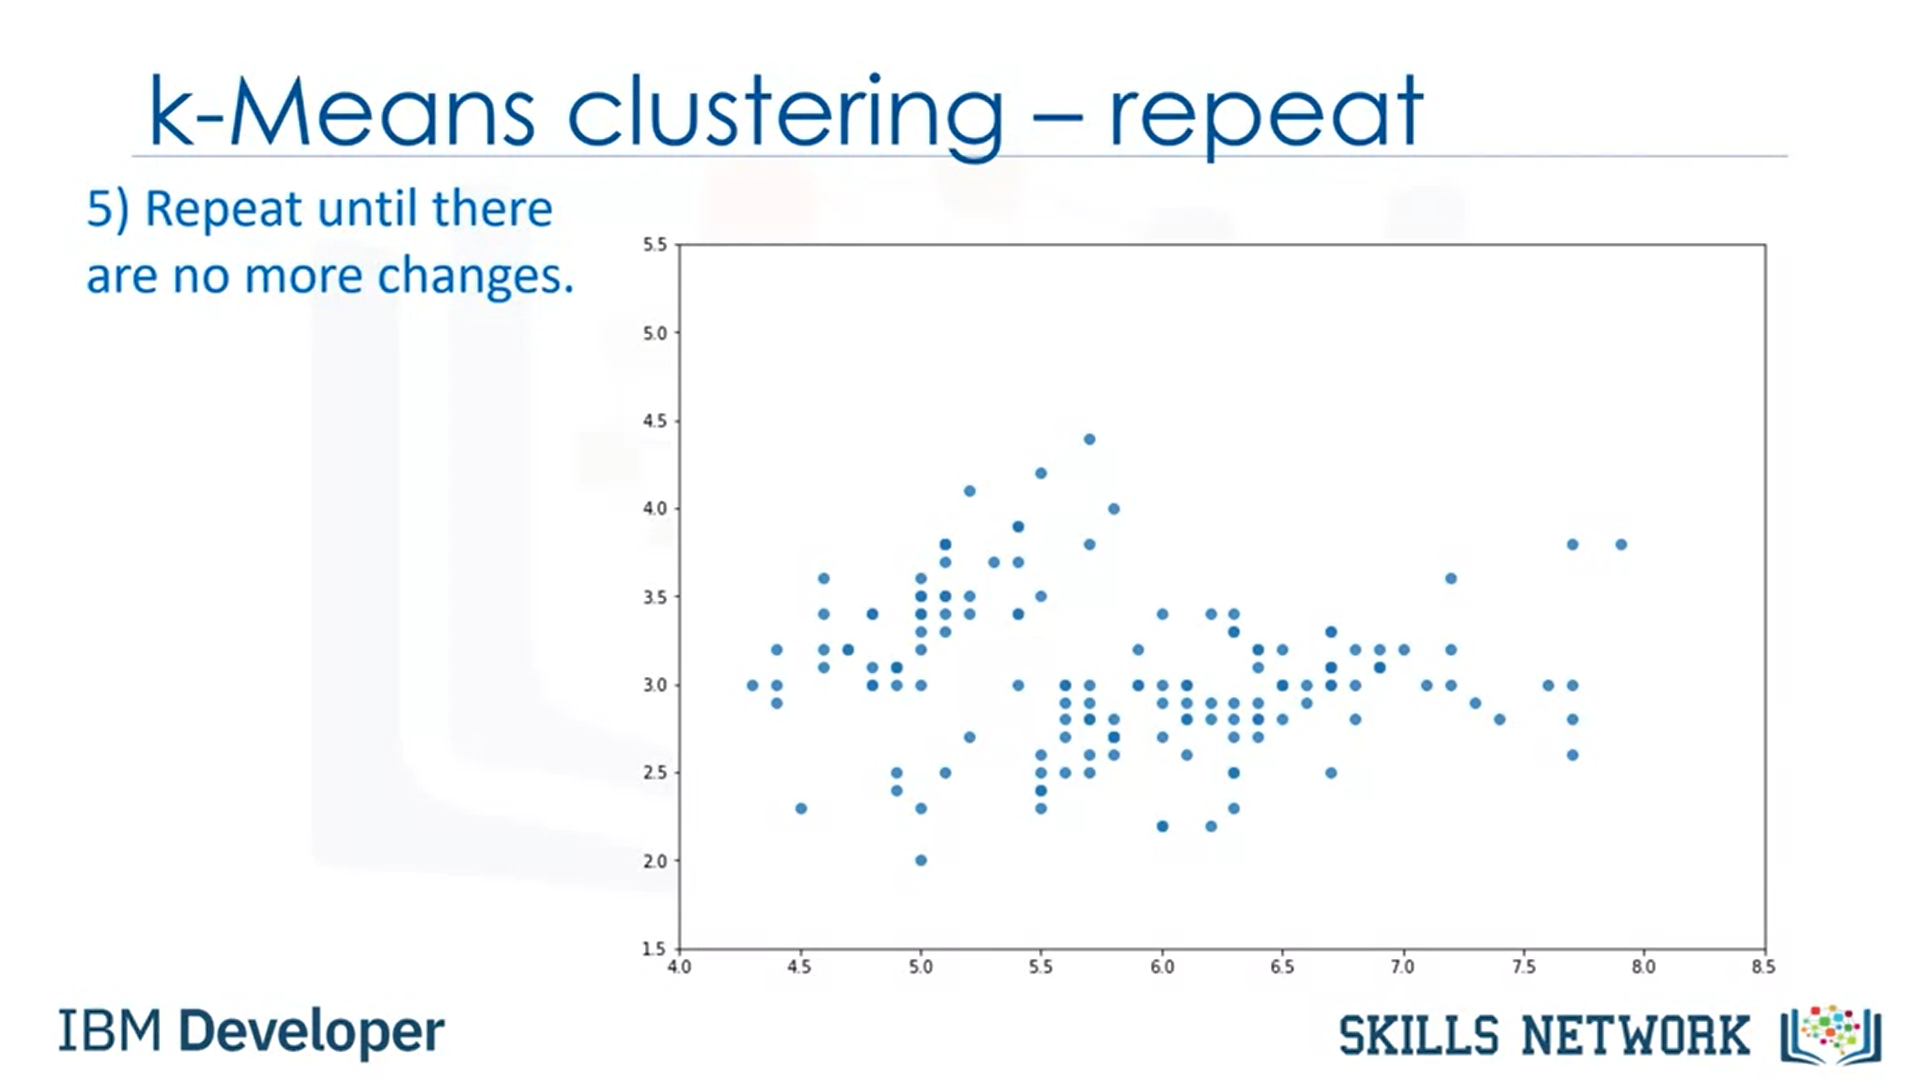 k-Means clustering – repeat
5) Repeat until there
are no more changes.
5.5
5.0
4.5
4.0
3.5
3.0
2.5
2.0
1.5
4.0 4.5 5.0 5.5 6.0 6.5 7.0 7.5 8.0 8.5
IBM Developer
SKILLS NETWORK